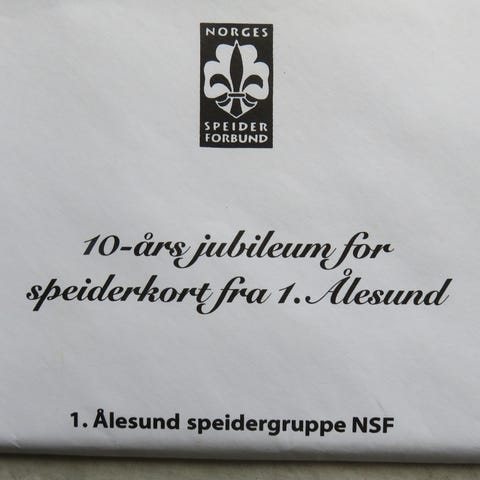 NORGES
SPEIDER
FORBUND
10-års jubileum for
speiderkort fra 1. Ålesund
1. Ålesund speidergruppe NSF